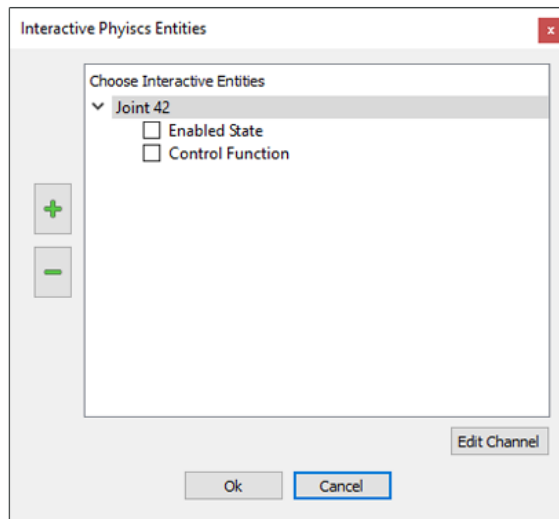 Interactive Phyiscs Entities
x
Choose Interactive Entities
Joint 42
Enabled State
Control Function
Edit Channel
Ok
Cancel